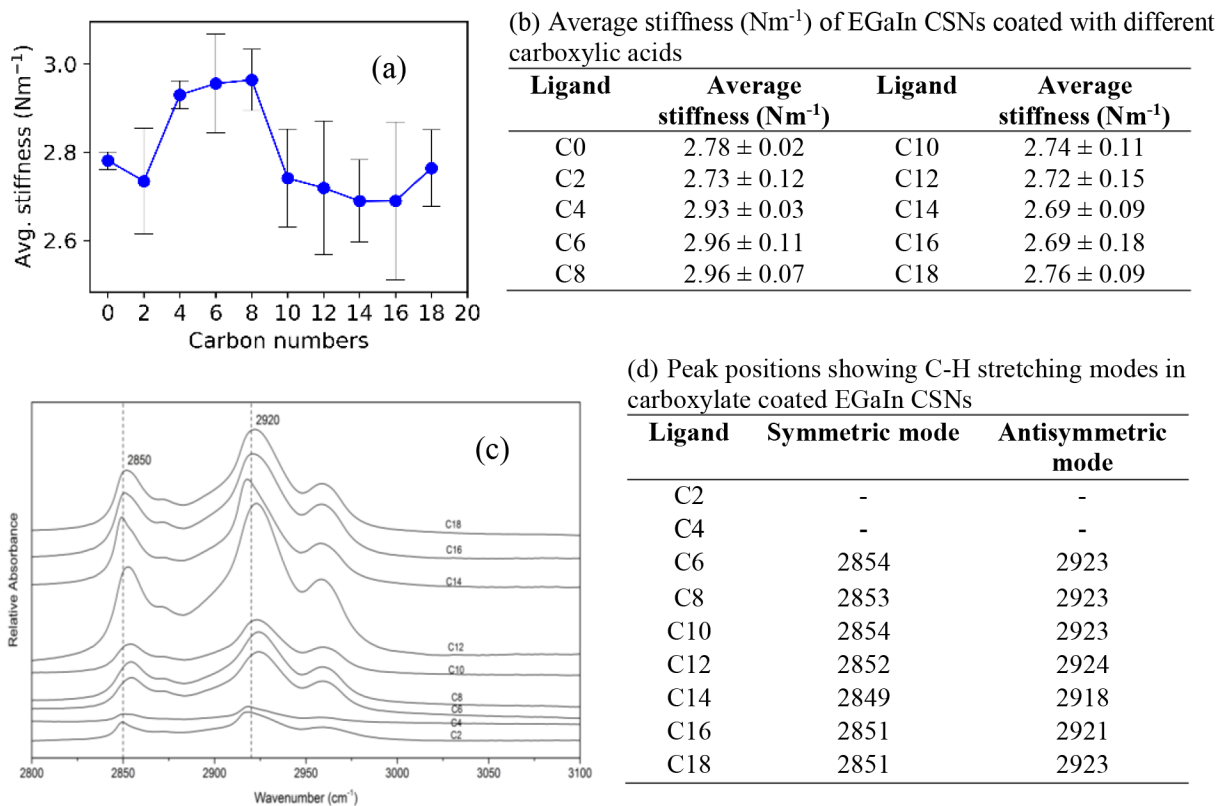 (a)
Avg. stiffness (Nm⁻¹)
3.0
2.8
2.6
0 2 4 6 8 10 12 14 16 18 20
Carbon numbers
(b) Average stiffness (Nm⁻¹) of EGaIn CSNs coated with different
carboxylic acids
Ligand Average Ligand Average
stiffness (Nm⁻¹) stiffness (Nm⁻¹)
C0 2.78 ± 0.02 C10 2.74 ± 0.11
C2 2.73 ± 0.12 C12 2.72 ± 0.15
C4 2.93 ± 0.03 C14 2.69 ± 0.09
C6 2.96 ± 0.11 C16 2.69 ± 0.18
C8 2.96 ± 0.07 C18 2.76 ± 0.09
(c)
2850
2920
C18
C16
C14
C12
C10
C8
C6
C4
C2
Relative Absorbance
2800 2850 2900 2950 3000 3050 3100
Wavenumber (cm⁻¹)
(d) Peak positions showing C-H stretching modes in
carboxylate coated EGaIn CSNs
Ligand Symmetric mode Antisymmetric
mode
C2 - -
C4 - -
C6 2854 2923
C8 2853 2923
C10 2854 2923
C12 2852 2924
C14 2849 2918
C16 2851 2921
C18 2851 2923